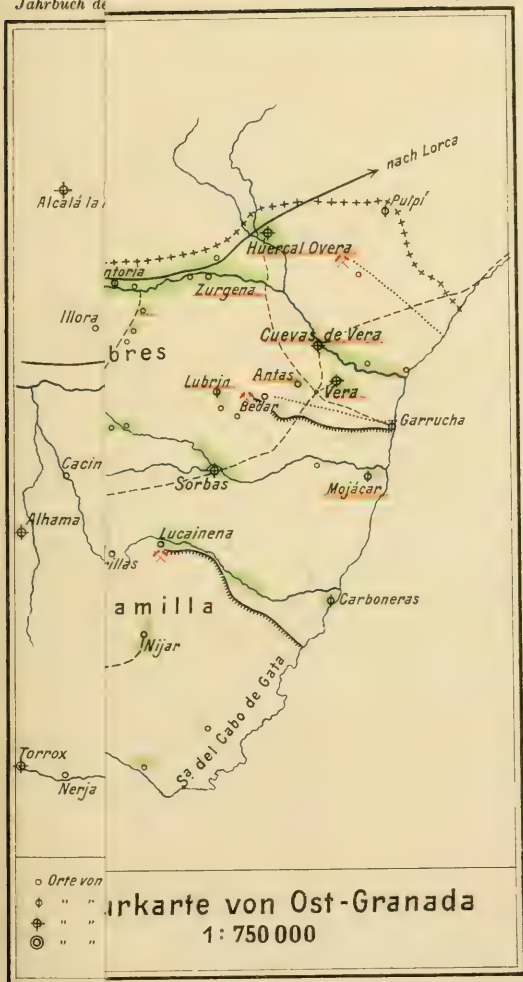 Jahrbuch de
nach Lorca
Alcalá la
Pulpí
Huercal Overa
ntoria
Zurgena
Illora
Cuevas de Vera
bres
Lubrin
Antas
Vera
Bedar
Garrucha
Cacin
Sorbas
Mojácar
Alhama
Lucainena
rillas
Carboneras
amilla
Nijar
Sa. del Cabo de Gata
Torrox
Nerja
Orte von
" "
" "
" "
urkarte von Ost-Granada
1:750 000